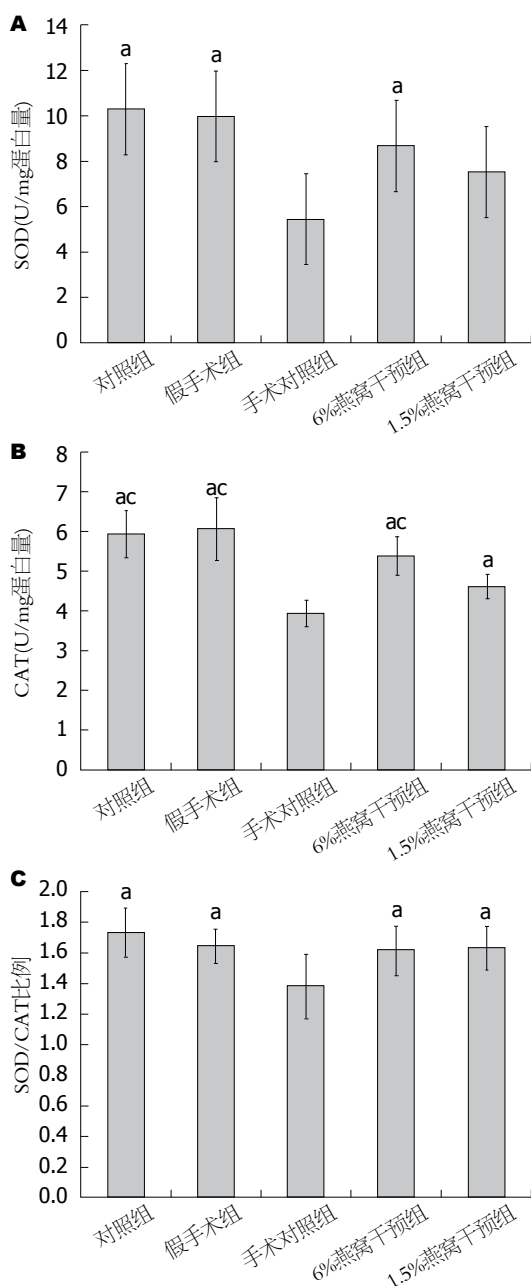 A
14
12
10
8
6
4
2
0
SOD(U/mg蛋白量)
a
a
a
对照组
假手术组
手术对照组
6%燕窝干预组
1.5%燕窝干预组
B
8
7
6
5
4
3
2
1
0
CAT(U/mg蛋白量)
ac
ac
ac
a
对照组
假手术组
手术对照组
6%燕窝干预组
1.5%燕窝干预组
C
2.0
1.8
1.6
1.4
1.2
1.0
0.8
0.6
0.4
0.2
0.0
SOD/CAT比例
a
a
a
a
对照组
假手术组
手术对照组
6%燕窝干预组
1.5%燕窝干预组